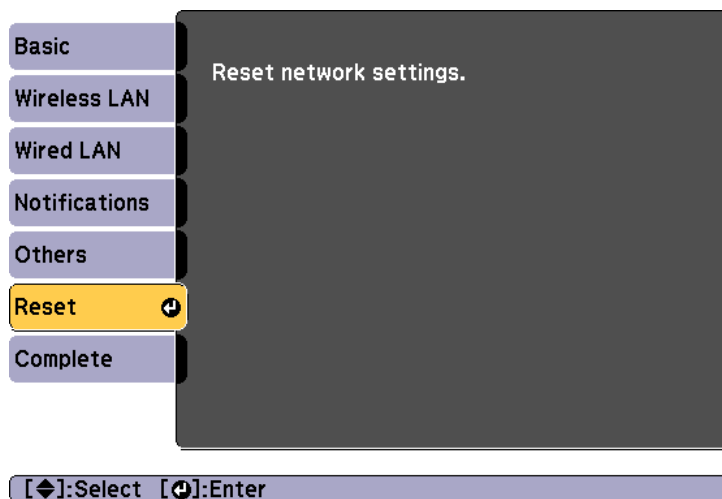 Basic
Reset network settings.
Wireless LAN
Wired LAN
Notifications
Others
Reset
Complete
[◆]:Select [↵]:Enter